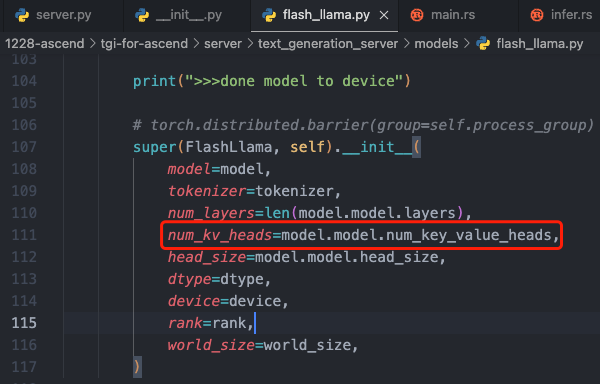 server.py __init__.py flash_llama.py × main.rs infer.rs
1228-ascend > tgi-for-ascend > server > text_generation_server > models > flash_llama.py
103
104 print(">>>done model to device")
105
106 # torch.distributed.barrier(group=self.process_group)
107 super(FlashLlama, self).__init__(
108 model=model,
109 tokenizer=tokenizer,
110 num_layers=len(model.model.layers),
111 num_kv_heads=model.model.num_key_value_heads,
112 head_size=model.model.head_size,
113 dtype=dtype,
114 device=device,
115 rank=rank,
116 world_size=world_size,
117 )